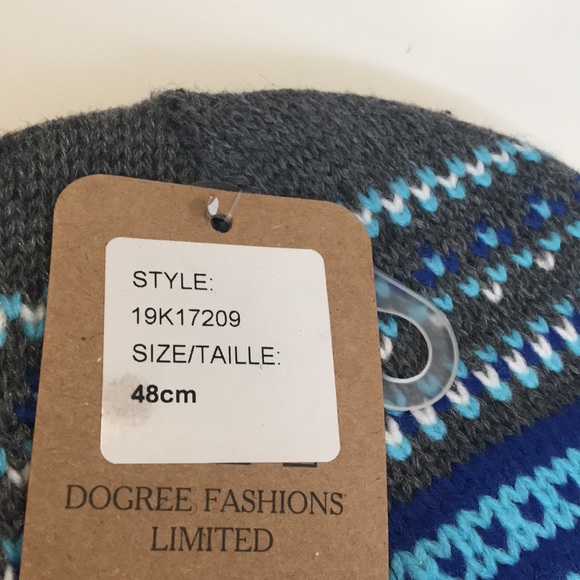 STYLE:
19K17209
SIZE/TAILLE:
48cm
DOGREE FASHIONS
LIMITED